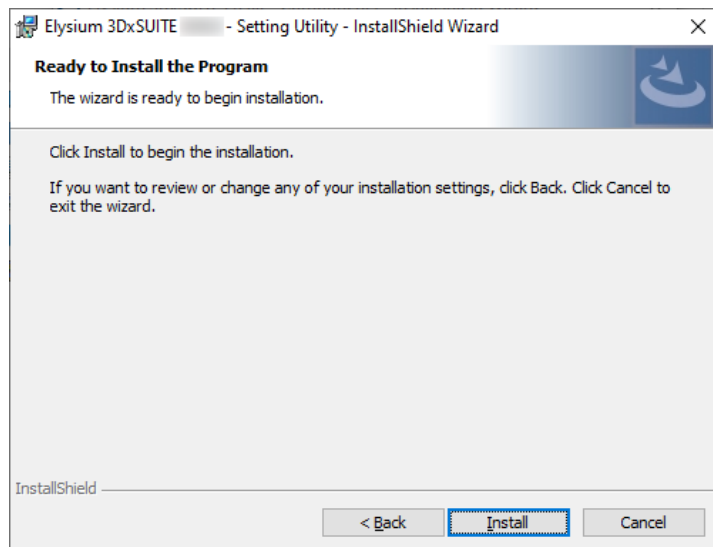 Elysium 3DxSUITE - Setting Utility - InstallShield Wizard
Ready to Install the Program
The wizard is ready to begin installation.
Click Install to begin the installation.
If you want to review or change any of your installation settings, click Back. Click Cancel to
exit the wizard.
InstallShield
< Back
Install
Cancel